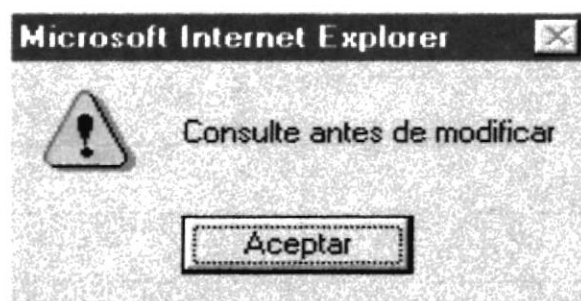 Microsoft Internet Explorer
Consulte antes de modificar
Aceptar